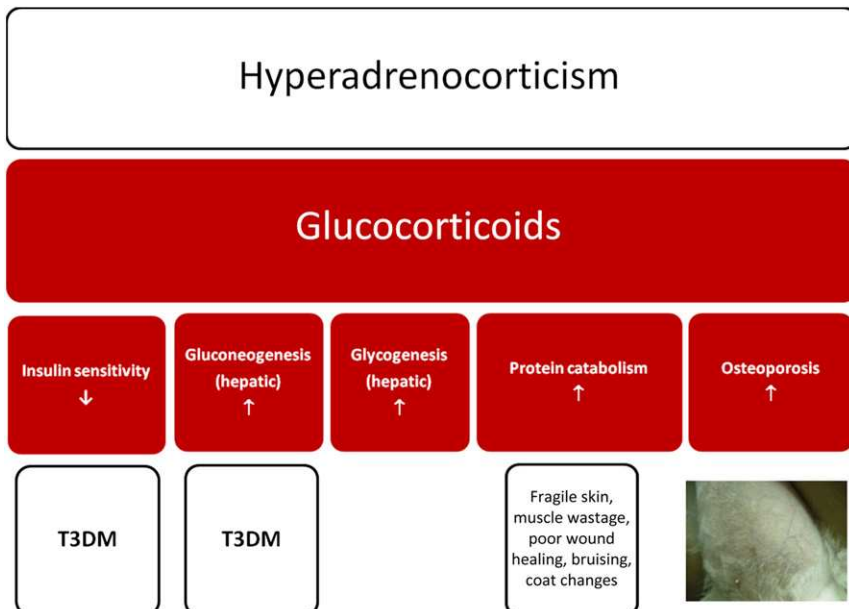 Hyperadrenocorticism
Glucocorticoids
Insulin sensitivity
↓
Gluconeogenesis
(hepatic)
↑
Glycogenesis
(hepatic)
↑
Protein catabolism
↑
Osteoporosis
↑
T3DM
T3DM
Fragile skin,
muscle wastage,
poor wound
healing, bruising,
coat changes